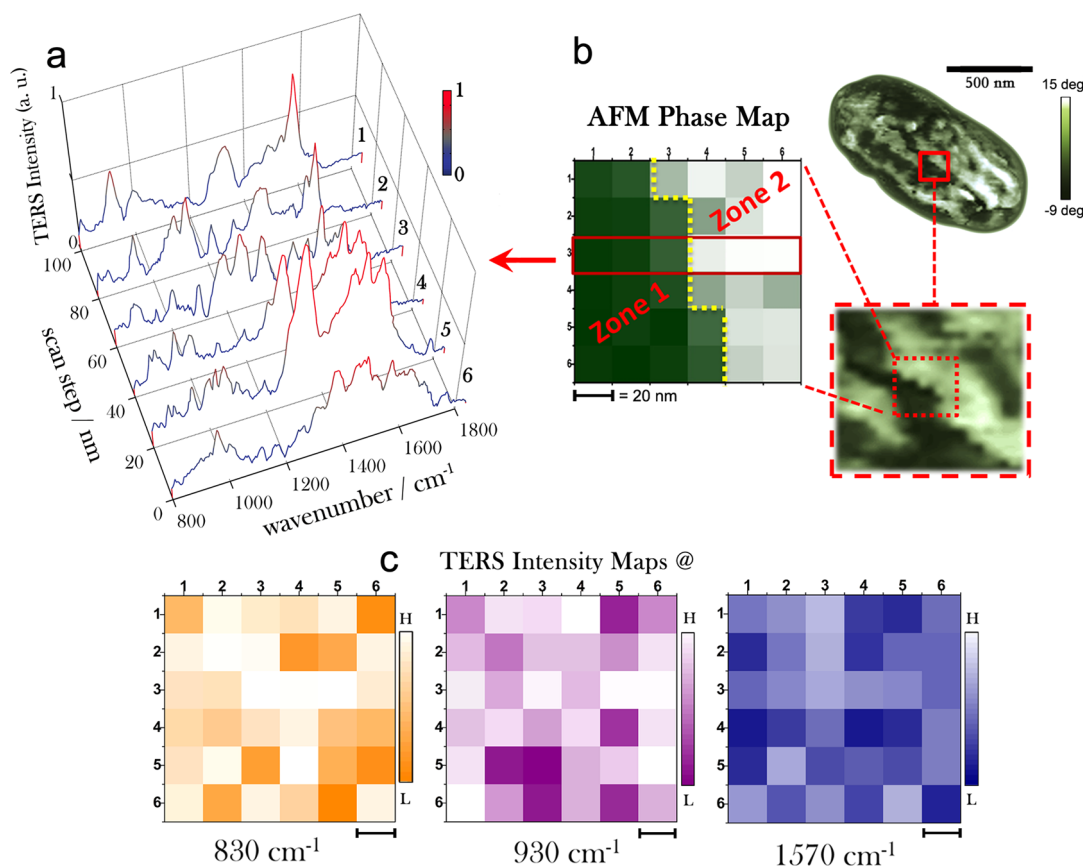 a
TERS Intensity (a. u.)
1
0
1
0
1
2
3
4
5
6
100
80
60
40
20
0
scan step / nm
800
1000
1200
1400
1600
1800
wavenumber / cm-1
b
500 nm
15 deg
-9 deg
AFM Phase Map
1 2 3 4 5 6
1
2
3
4
5
6
Zone 1
Zone 2
= 20 nm
c
TERS Intensity Maps @
1 2 3 4 5 6
1
2
3
4
5
6
H
L
830 cm-1
1 2 3 4 5 6
1
2
3
4
5
6
H
L
930 cm-1
1 2 3 4 5 6
1
2
3
4
5
6
H
L
1570 cm-1